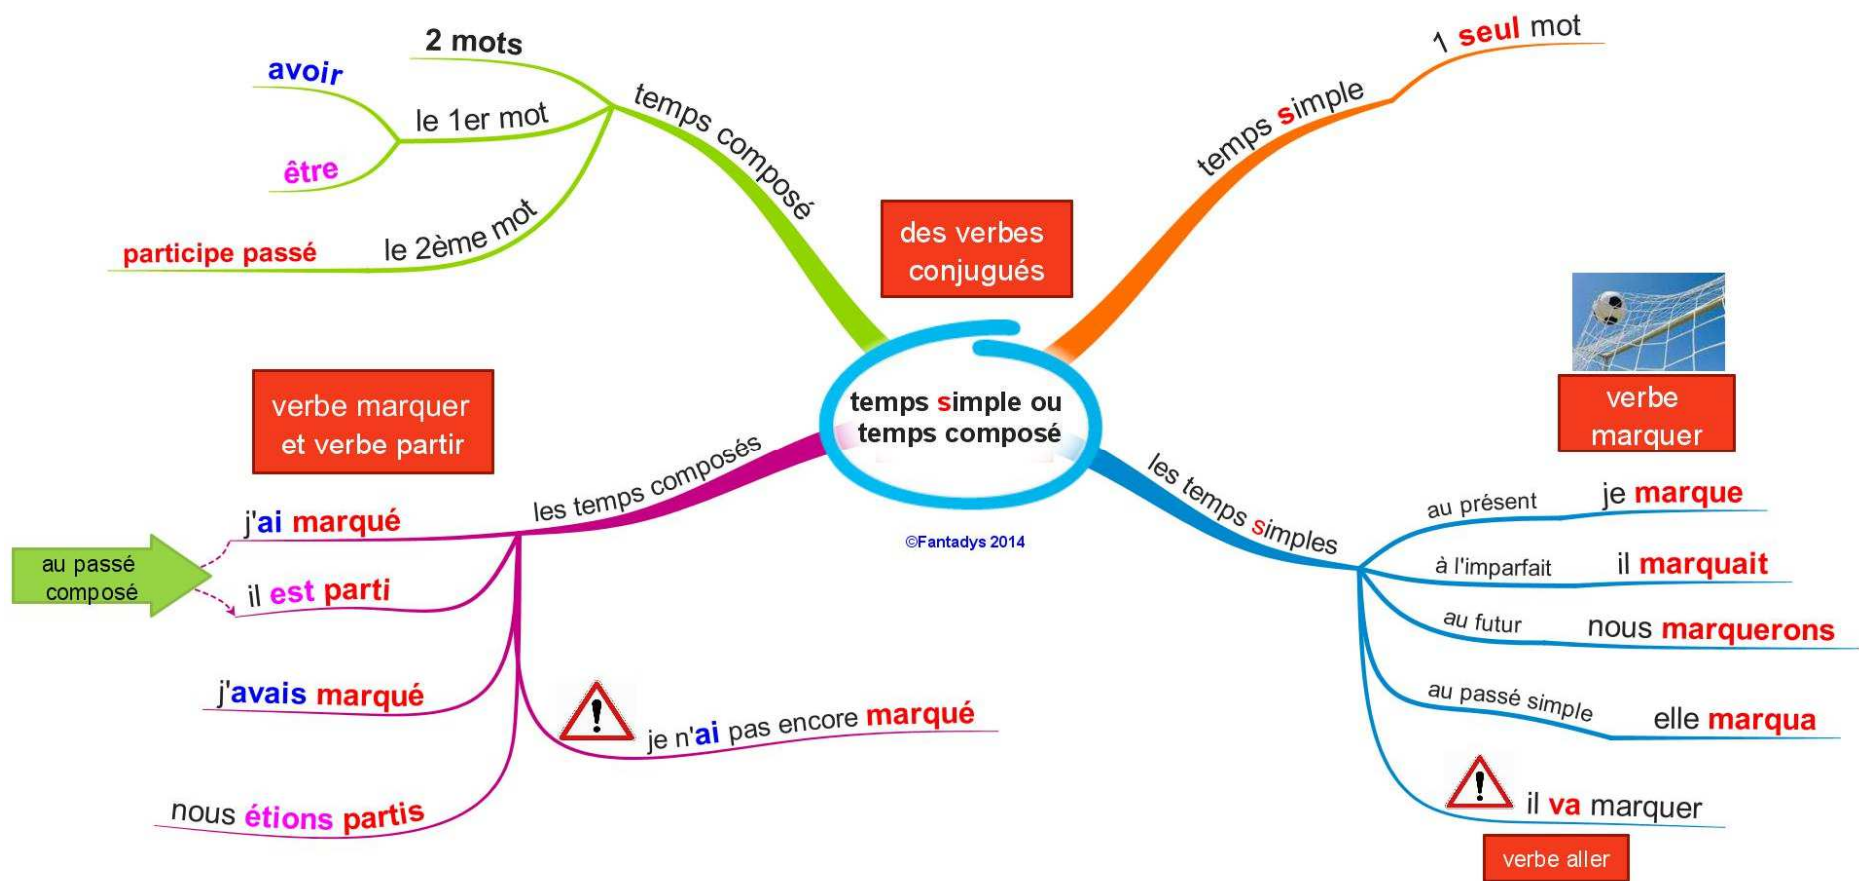 temps simple ou
temps composé
©Fantadys 2014
des verbes
conjugués
temps composé
2 mots
le 1er mot
avoir
être
le 2ème mot
participe passé
temps simple
1 seul mot
verbe
marquer
les temps simples
au présent
je marque
à l'imparfait
il marquait
au futur
nous marquerons
au passé simple
elle marqua
il va marquer
verbe aller
verbe marquer
et verbe partir
les temps composés
j'ai marqué
au passé
composé
il est parti
j'avais marqué
je n'ai pas encore marqué
nous étions partis